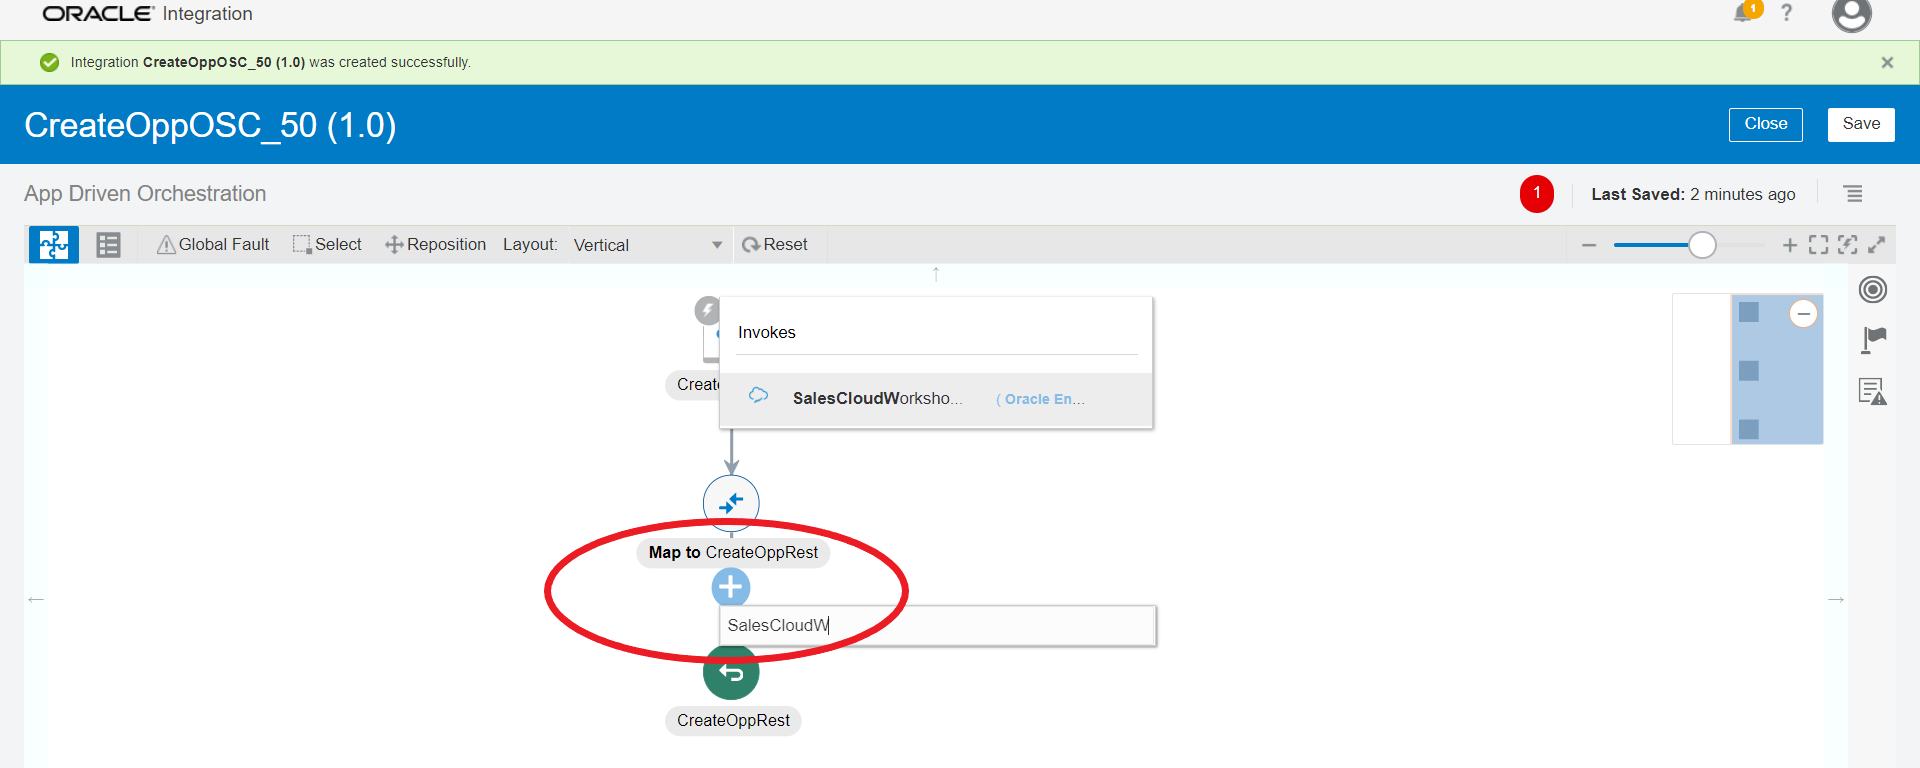 ORACLE Integration
1
?
Integration CreateOppOSC_50 (1.0) was created successfully.
CreateOppOSC_50 (1.0)
Close
Save
App Driven Orchestration
1
Last Saved: 2 minutes ago
Global Fault
Select
Reposition
Layout:
Vertical
Reset
Invokes
Create
SalesCloudWorksho...
( Oracle En...
Map to CreateOppRest
SalesCloudW
CreateOppRest